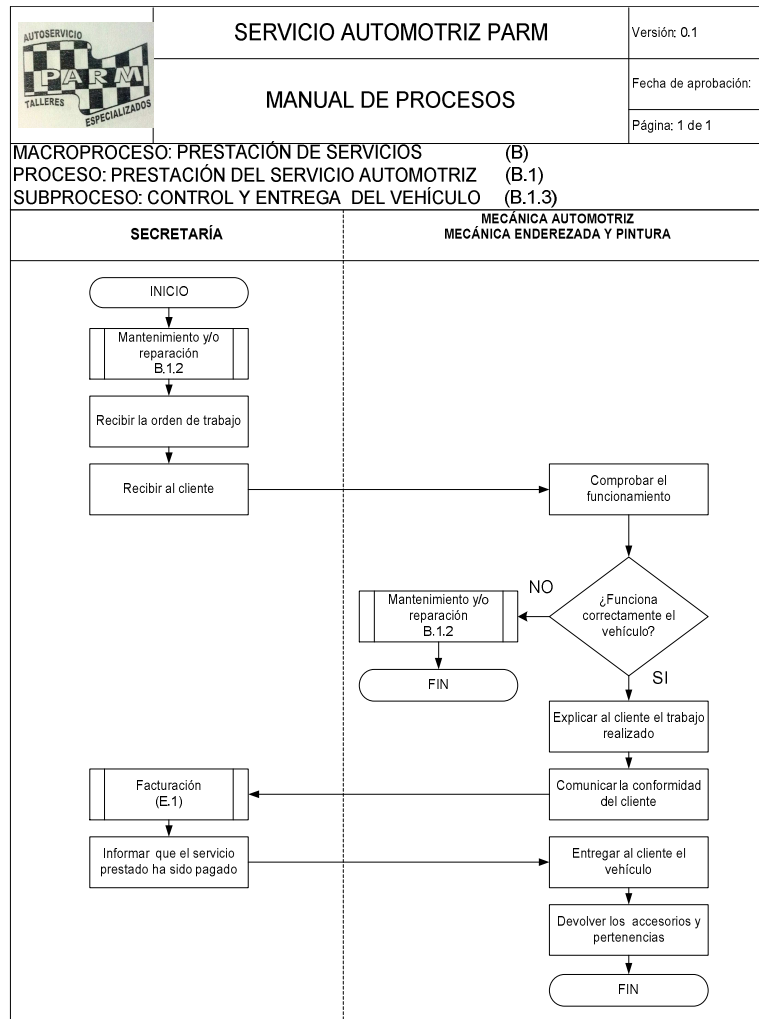 AUTOSERVICIO
PARM
TALLERES
ESPECIALIZADOS
SERVICIO AUTOMOTRIZ PARM
MANUAL DE PROCESOS
Versión: 0.1
Fecha de aprobación:
Página: 1 de 1
MACROPROCESO: PRESTACIÓN DE SERVICIOS (B)
PROCESO: PRESTACIÓN DEL SERVICIO AUTOMOTRIZ (B.1)
SUBPROCESO: CONTROL Y ENTREGA DEL VEHÍCULO (B.1.3)
SECRETARÍA
MECÁNICA AUTOMOTRIZ
MECÁNICA ENDEREZADA Y PINTURA
INICIO
Mantenimiento y/o
reparación
B.1.2
Recibir la orden de trabajo
Recibir al cliente
Comprobar el
funcionamiento
¿Funciona
correctamente el
vehículo?
NO
Mantenimiento y/o
reparación
B.1.2
FIN
SI
Explicar al cliente el trabajo
realizado
Comunicar la conformidad
del cliente
Facturación
(E.1)
Informar que el servicio
prestado ha sido pagado
Entregar al cliente el
vehículo
Devolver los accesorios y
pertenencias
FIN